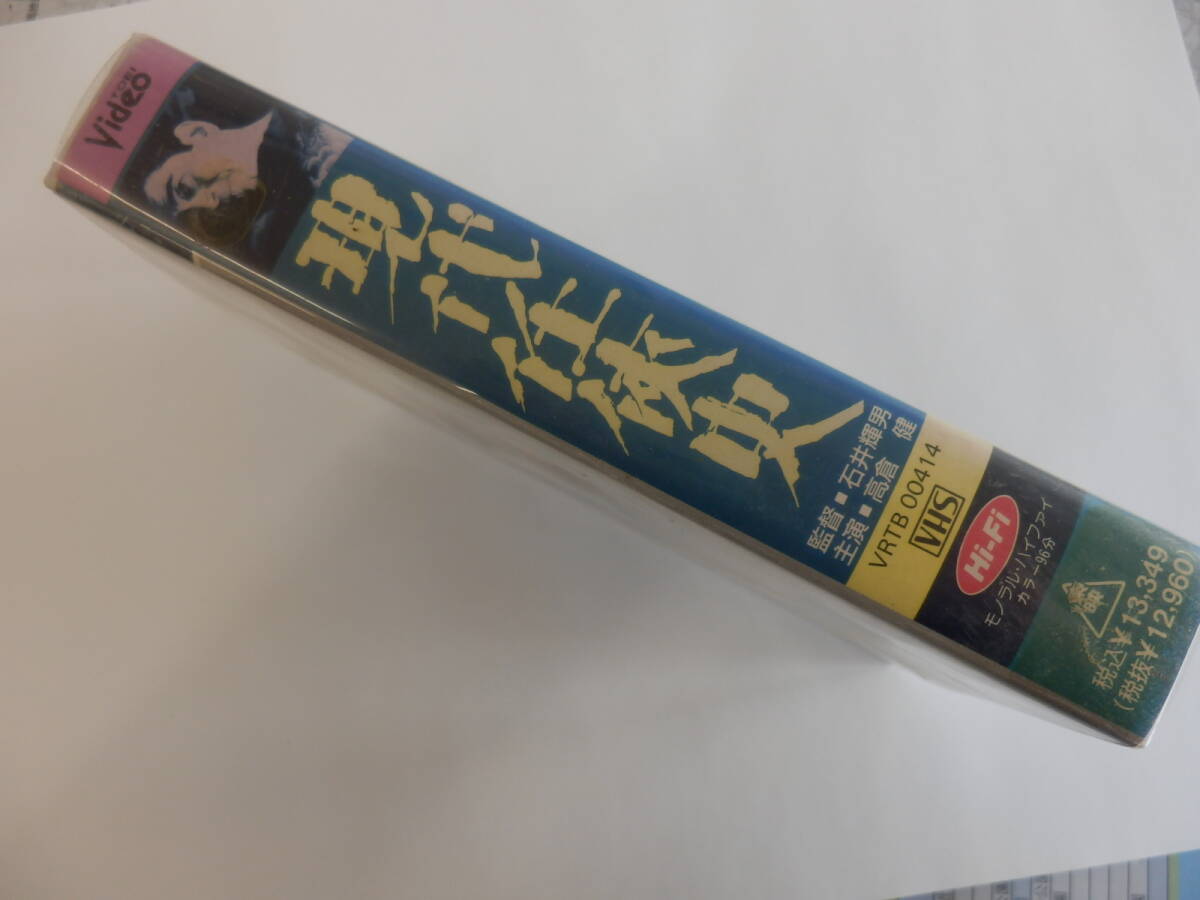 TOEI
Video
現代任侠史
監督■石井輝男
主演■高倉 健
VRTB 00414
VHS
Hi-Fi
モノラル・ハイファイ
カラー96分
税込¥13,349
(税抜¥12,960)